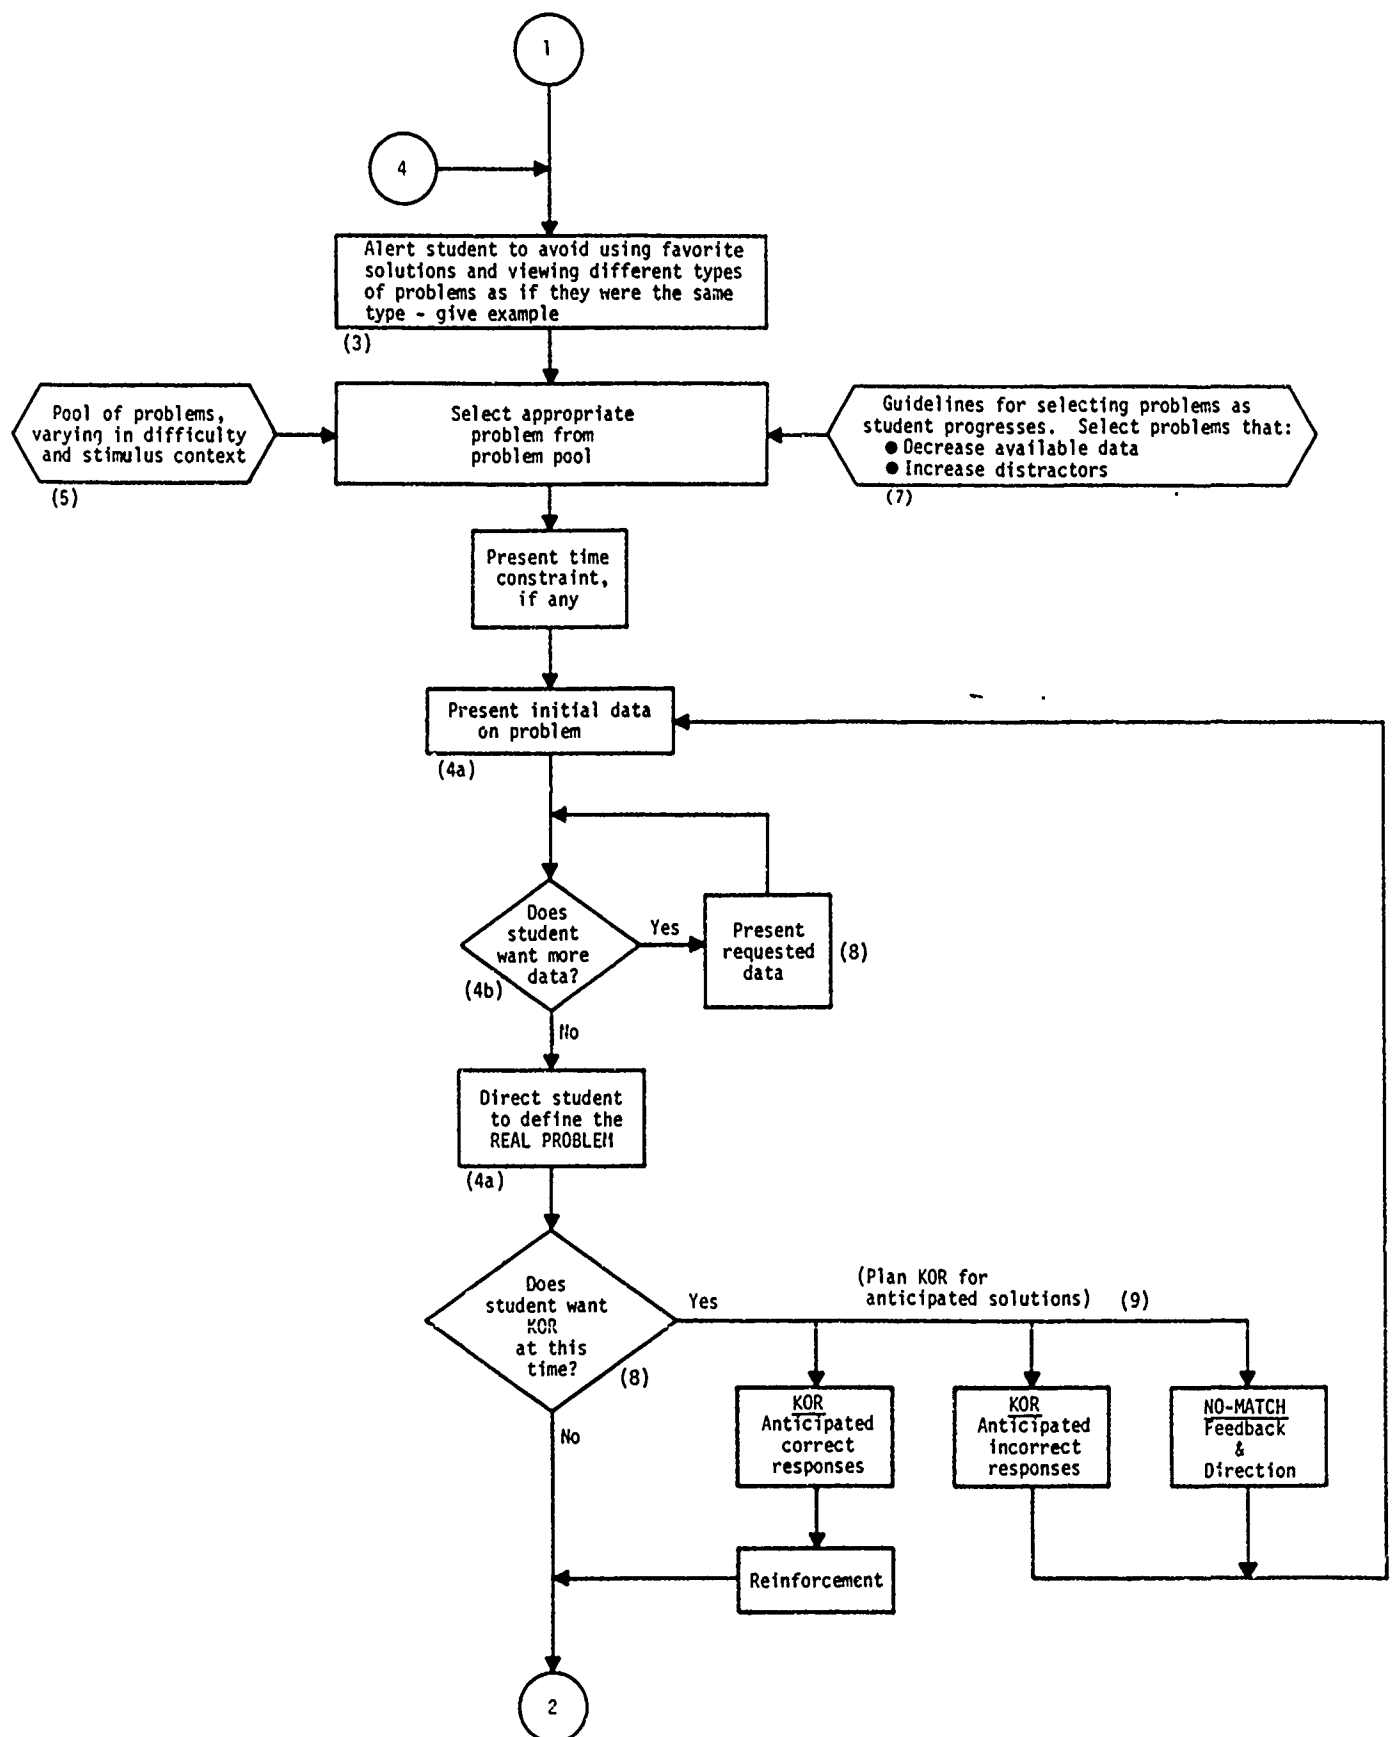 1
4
Alert student to avoid using favorite
solutions and viewing different types
of problems as if they were the same
type - give example
(3)
Pool of problems,
varying in difficulty
and stimulus context
(5)
Select appropriate
problem from
problem pool
Guidelines for selecting problems as
student progresses. Select problems that:
● Decrease available data
● Increase distractors
(7)
Present time
constraint,
if any
Present initial data
on problem
(4a)
Does
student
want more
data?
(4b)
Yes
Present
requested
data
(8)
No
Direct student
to define the
REAL PROBLEM
(4a)
Does
student want
KOR
at this
time?
(8)
Yes
(Plan KOR for
anticipated solutions) (9)
No
KOR
Anticipated
correct
responses
KOR
Anticipated
incorrect
responses
NO-MATCH
Feedback
&
Direction
Reinforcement
2